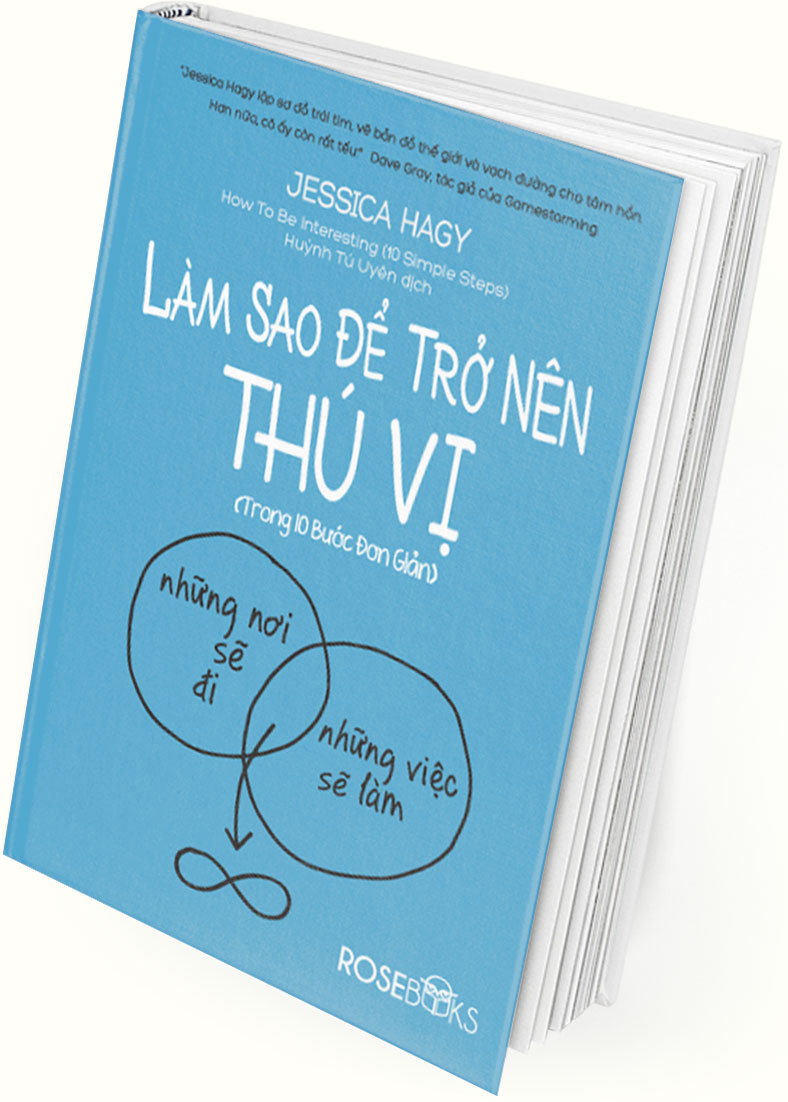 "Jessica Hagy lập sơ đồ trái tim, vẽ bản đồ thế giới và vạch đường cho tâm hồn.
Hơn nữa, cô ấy còn rất tếu." Dave Gray, tác giả của Gamestorming
JESSICA HAGY
How To Be Interesting (10 Simple Steps)
Huỳnh Tú Uyên dịch
LÀM SAO ĐỂ TRỞ NÊN
THÚ VỊ
(Trong 10 Bước Đơn Giản)
những nơi
sẽ
đi
những việc
sẽ làm
ROSEBOOKS